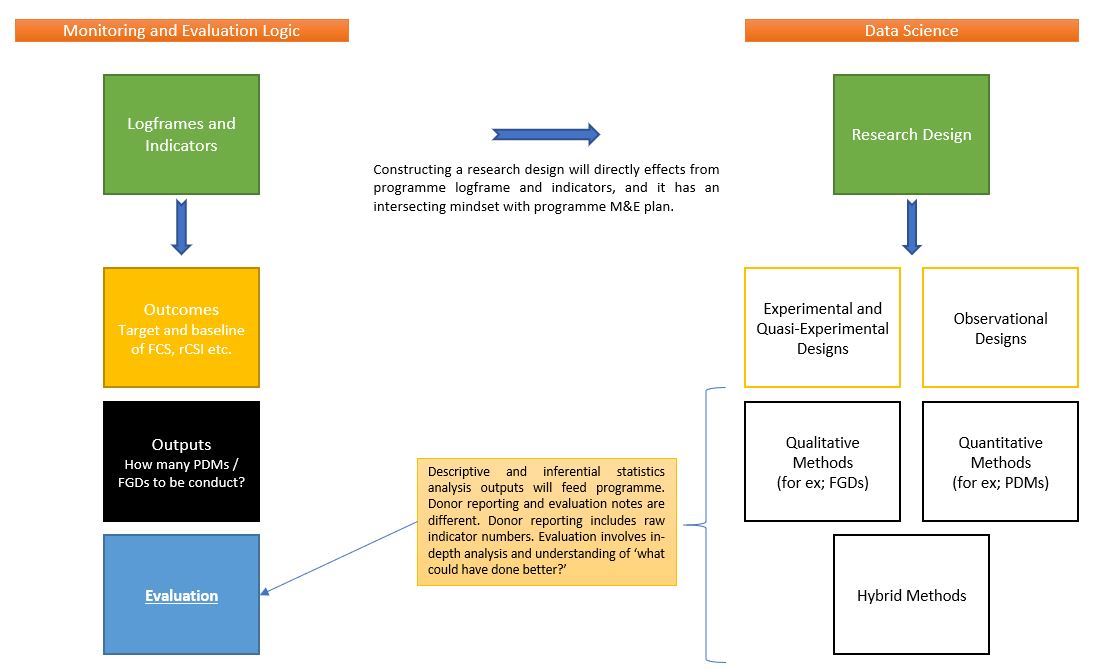 Monitoring and Evaluation Logic
Data Science
Logframes and
Indicators
Research Design
Constructing a research design will directly effects from
programme logframe and indicators, and it has an
intersecting mindset with programme M&E plan.
Outcomes
Target and baseline
of FCS, rCSI etc.
Experimental and
Quasi-Experimental
Designs
Observational
Designs
Outputs
How many PDMs /
FGDs to be conduct?
Qualitative
Methods
(for ex; FGDs)
Quantitative
Methods
(for ex; PDMs)
Descriptive and inferential statistics
analysis outputs will feed programme.
Donor reporting and evaluation notes are
different. Donor reporting includes raw
indicator numbers. Evaluation involves in-
depth analysis and understanding of ‘what
could have done better?’
Evaluation
Hybrid Methods